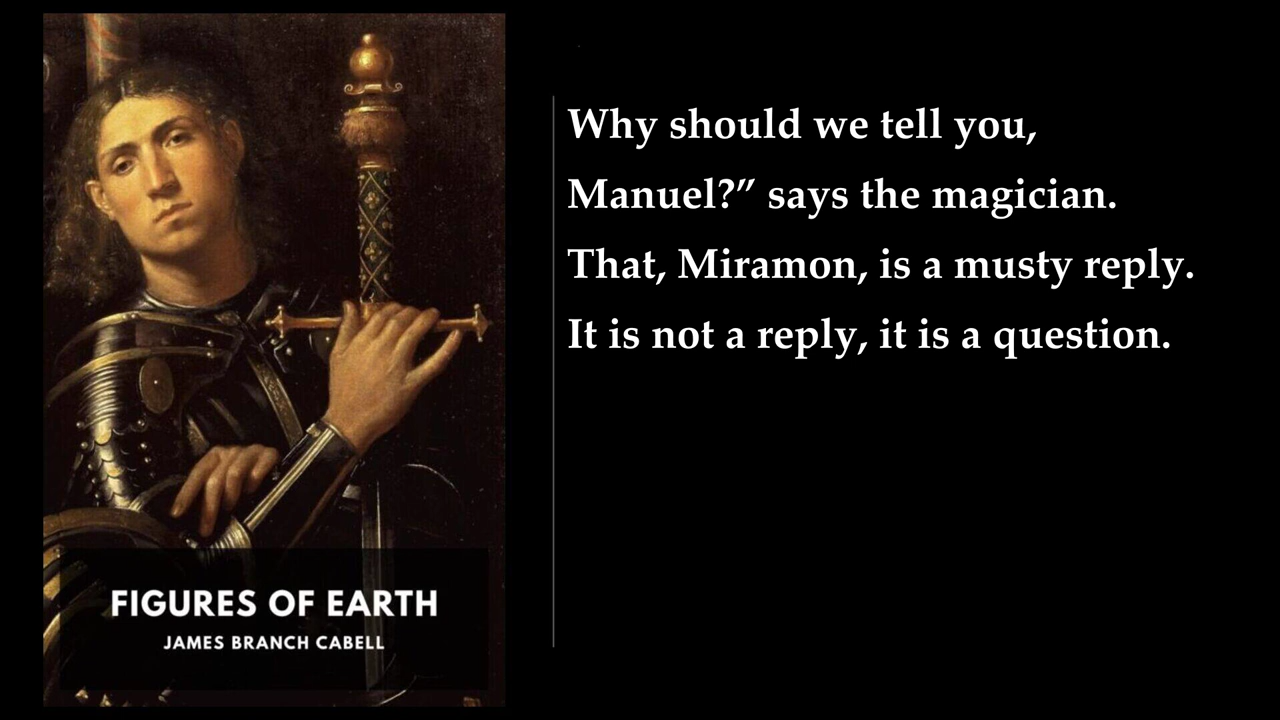 Why should we tell you,
Manuel?” says the magician.
That, Miramon, is a musty reply.
It is not a reply, it is a question.
FIGURES OF EARTH
JAMES BRANCH CABELL